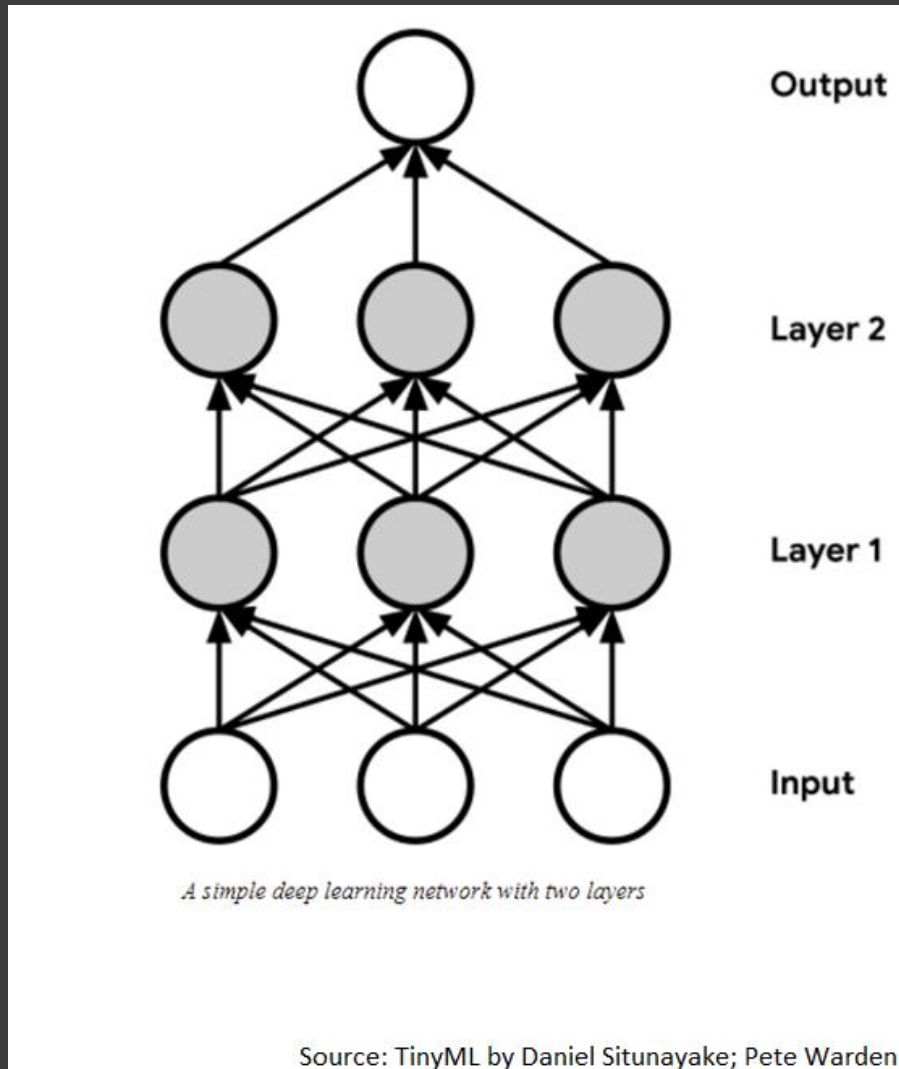 Output
Layer 2
Layer 1
Input
A simple deep learning network with two layers
Source: TinyML by Daniel Situnayake; Pete Warden